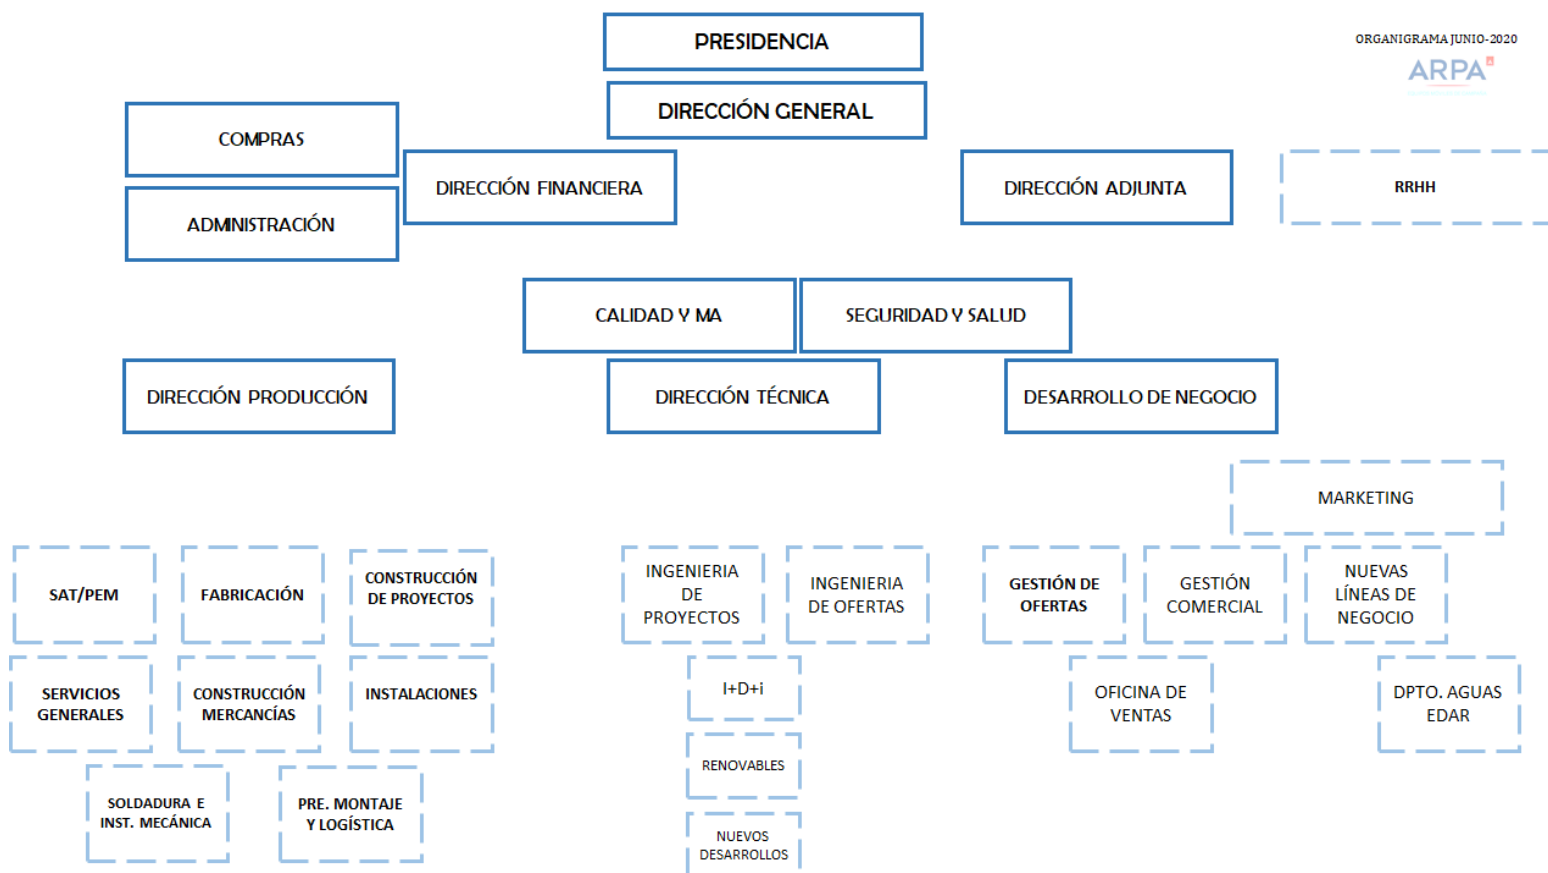 PRESIDENCIA
ORGANIGRAMA JUNIO-2020
ARPA
DIRECCIÓN GENERAL
COMPRAS
DIRECCIÓN FINANCIERA
DIRECCIÓN ADJUNTA
RRHH
ADMINISTRACIÓN
CALIDAD Y MA
SEGURIDAD Y SALUD
DIRECCIÓN PRODUCCIÓN
DIRECCIÓN TÉCNICA
DESARROLLO DE NEGOCIO
MARKETING
SAT/PEM
FABRICACIÓN
CONSTRUCCIÓN
DE PROYECTOS
INGENIERIA
DE
PROYECTOS
INGENIERIA
DE OFERTAS
GESTIÓN DE
OFERTAS
GESTIÓN
COMERCIAL
NUEVAS
LÍNEAS DE
NEGOCIO
SERVICIOS
GENERALES
CONSTRUCCIÓN
MERCANCÍAS
INSTALACIONES
I+D+i
OFICINA DE
VENTAS
DPTO. AGUAS
EDAR
RENOVABLES
SOLDADURA E
INST. MECÁNICA
PRE. MONTAJE
Y LOGÍSTICA
NUEVOS
DESARROLLOS